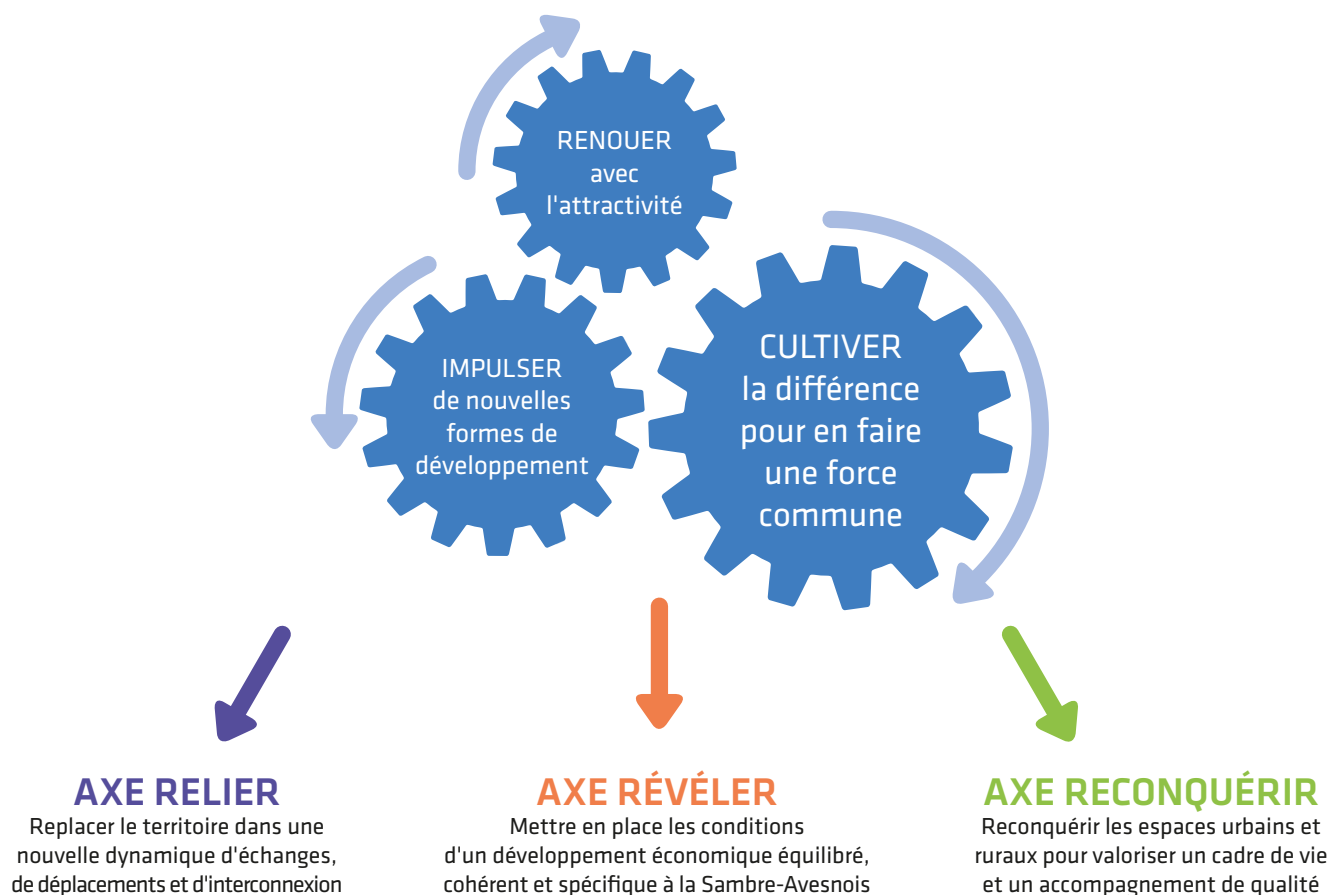 RENOUER
avec
l'attractivité
IMPULSER
de nouvelles
formes de
développement
CULTIVER
la différence
pour en faire
une force
commune
AXE RELIER
Replacer le territoire dans une
nouvelle dynamique d'échanges,
de déplacements et d'interconnexion
AXE RÉVÉLER
Mettre en place les conditions
d'un développement économique équilibré,
cohérent et spécifique à la Sambre-Avesnois
AXE RECONQUÉRIR
Reconquérir les espaces urbains et
ruraux pour valoriser un cadre de vie
et un accompagnement de qualité